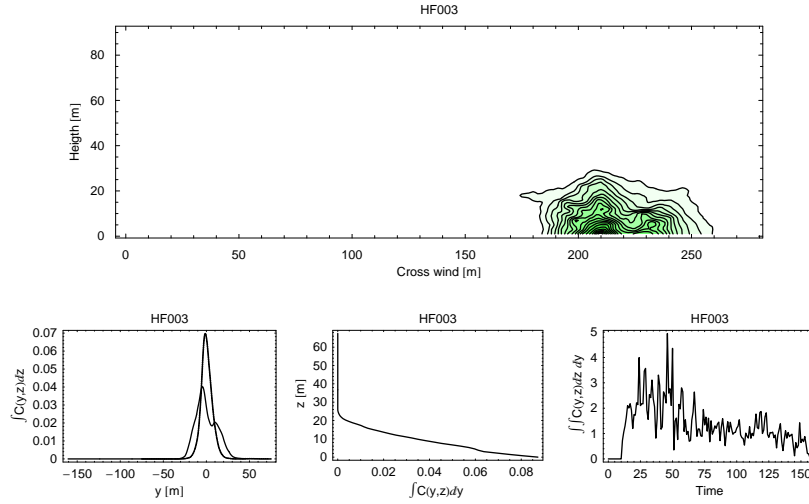 HF003
80
60
40
20
0
Heigth [m]
0 50 100 150 200 250
Cross wind [m]
HF003
0.07
0.06
0.05
0.04
0.03
0.02
0.01
0
∫C(y,z)dz
−150 −100 −50 0 50
y [m]
HF003
60
50
40
30
20
10
0
z [m]
0 0.02 0.04 0.06 0.08
∫C(y,z)dy
HF003
5
4
3
2
1
0
∫ ∫ C(y,z)dz dy
0 25 50 75 100 125 150
Time